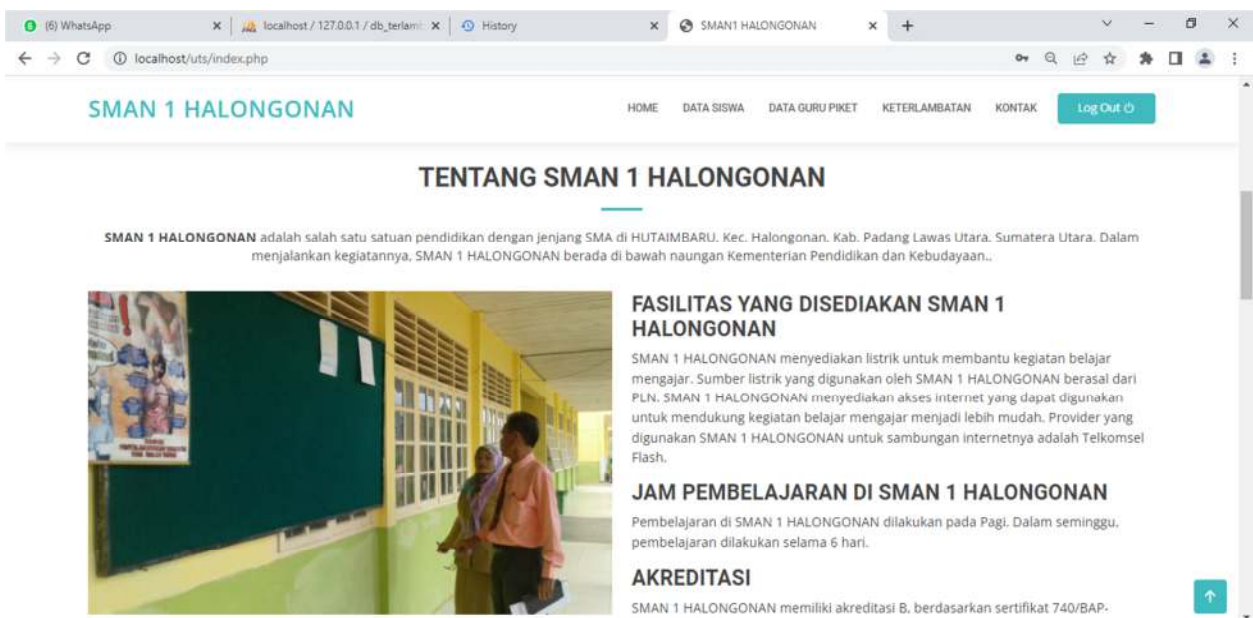 (6) WhatsApp
localhost / 127.0.0.1 / db_terlamb
History
SMAN1 HALONGONAN
localhost/uts/index.php
SMAN 1 HALONGONAN
HOME
DATA SISWA
DATA GURU PIKET
KETERLAMBATAN
KONTAK
Log Out
TENTANG SMAN 1 HALONGONAN
SMAN 1 HALONGONAN adalah salah satu satuan pendidikan dengan jenjang SMA di HUTAIMBARU. Kec. Halongonan. Kab. Padang Lawas Utara. Sumatera Utara. Dalam
menjalankan kegiatannya, SMAN 1 HALONGONAN berada di bawah naungan Kementerian Pendidikan dan Kebudayaan..
FASILITAS YANG DISEDIAKAN SMAN 1
HALONGONAN
SMAN 1 HALONGONAN menyediakan listrik untuk membantu kegiatan belajar
mengajar. Sumber listrik yang digunakan oleh SMAN 1 HALONGONAN berasal dari
PLN. SMAN 1 HALONGONAN menyediakan akses internet yang dapat digunakan
untuk mendukung kegiatan belajar mengajar menjadi lebih mudah. Provider yang
digunakan SMAN 1 HALONGONAN untuk sambungan internetnya adalah Telkomsel
Flash.
JAM PEMBELAJARAN DI SMAN 1 HALONGONAN
Pembelajaran di SMAN 1 HALONGONAN dilakukan pada Pagi. Dalam seminggu,
pembelajaran dilakukan selama 6 hari.
AKREDITASI
SMAN 1 HALONGONAN memiliki akreditasi B, berdasarkan sertifikat 740/BAP-